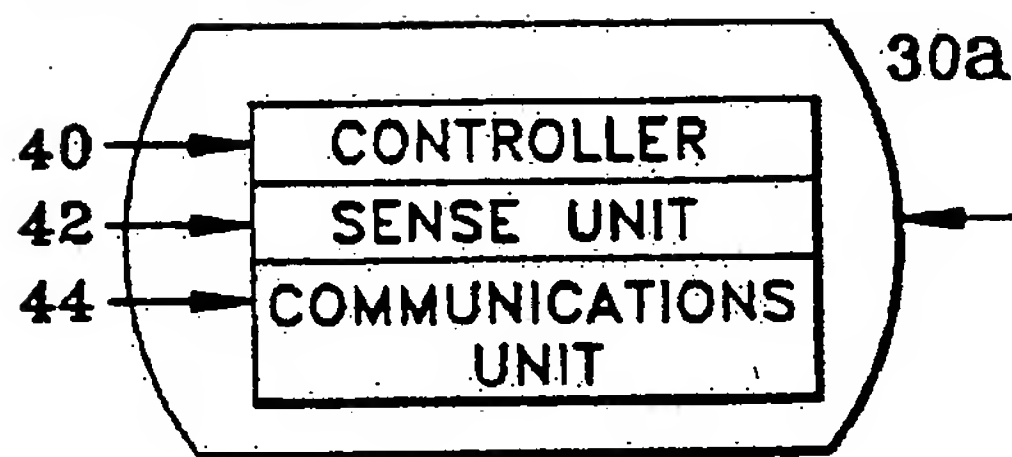 30a
40 CONTROLLER
42 SENSE UNIT
44 COMMUNICATIONS
UNIT